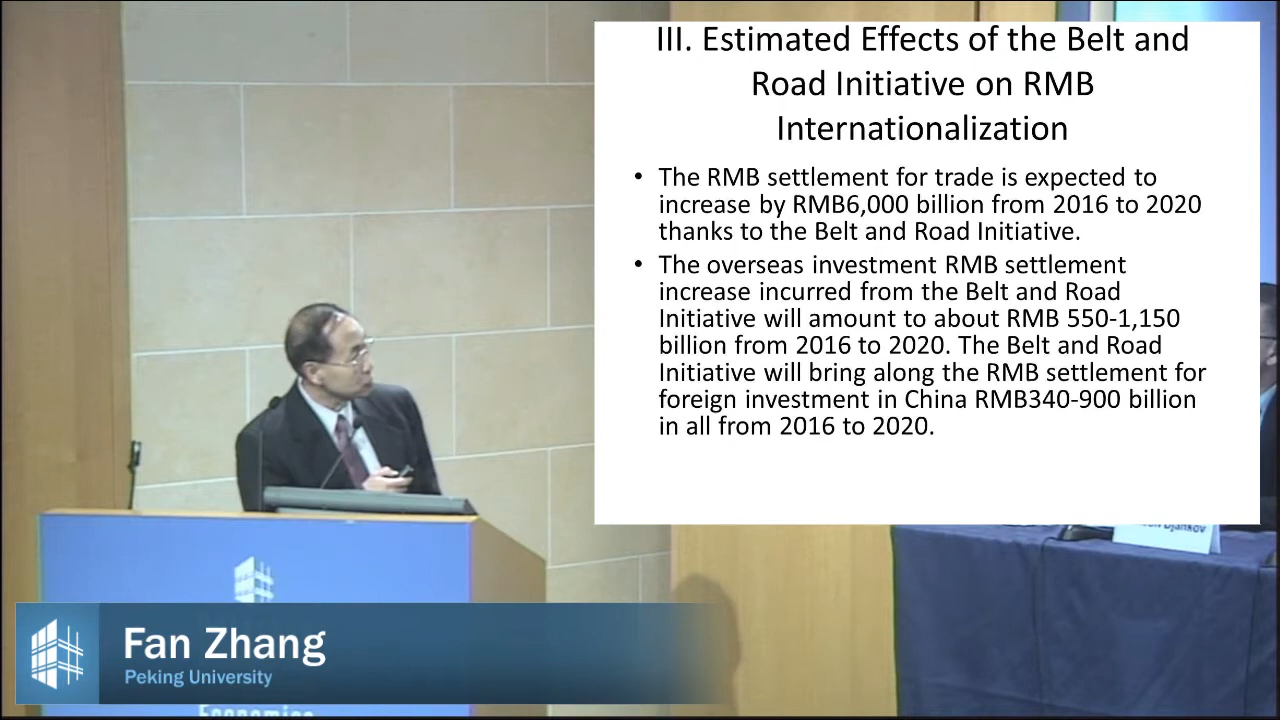 III. Estimated Effects of the Belt and
Road Initiative on RMB
Internationalization
• The RMB settlement for trade is expected to
increase by RMB6,000 billion from 2016 to 2020
thanks to the Belt and Road Initiative.
• The overseas investment RMB settlement
increase incurred from the Belt and Road
Initiative will amount to about RMB 550-1,150
billion from 2016 to 2020. The Belt and Road
Initiative will bring along the RMB settlement for
foreign investment in China RMB340-900 billion
in all from 2016 to 2020.
Djankov
Fan Zhang
Peking University
Economics